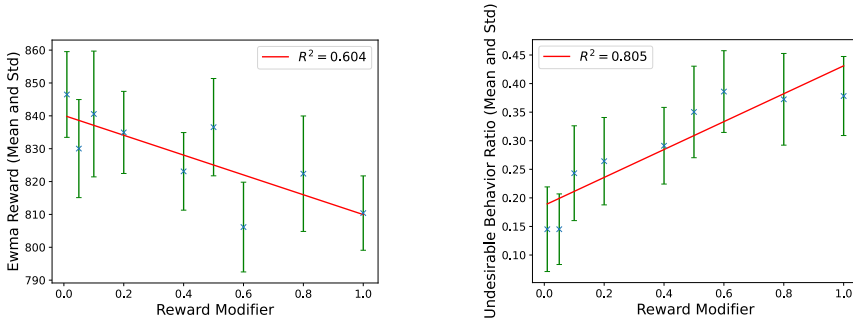 Ewma Reward (Mean and Std)
860
850
840
830
820
810
800
790
R² = 0.604
0.0 0.2 0.4 0.6 0.8 1.0
Reward Modifier
Undesirable Behavior Ratio (Mean and Std)
0.45
0.40
0.35
0.30
0.25
0.20
0.15
0.10
R² = 0.805
0.0 0.2 0.4 0.6 0.8 1.0
Reward Modifier